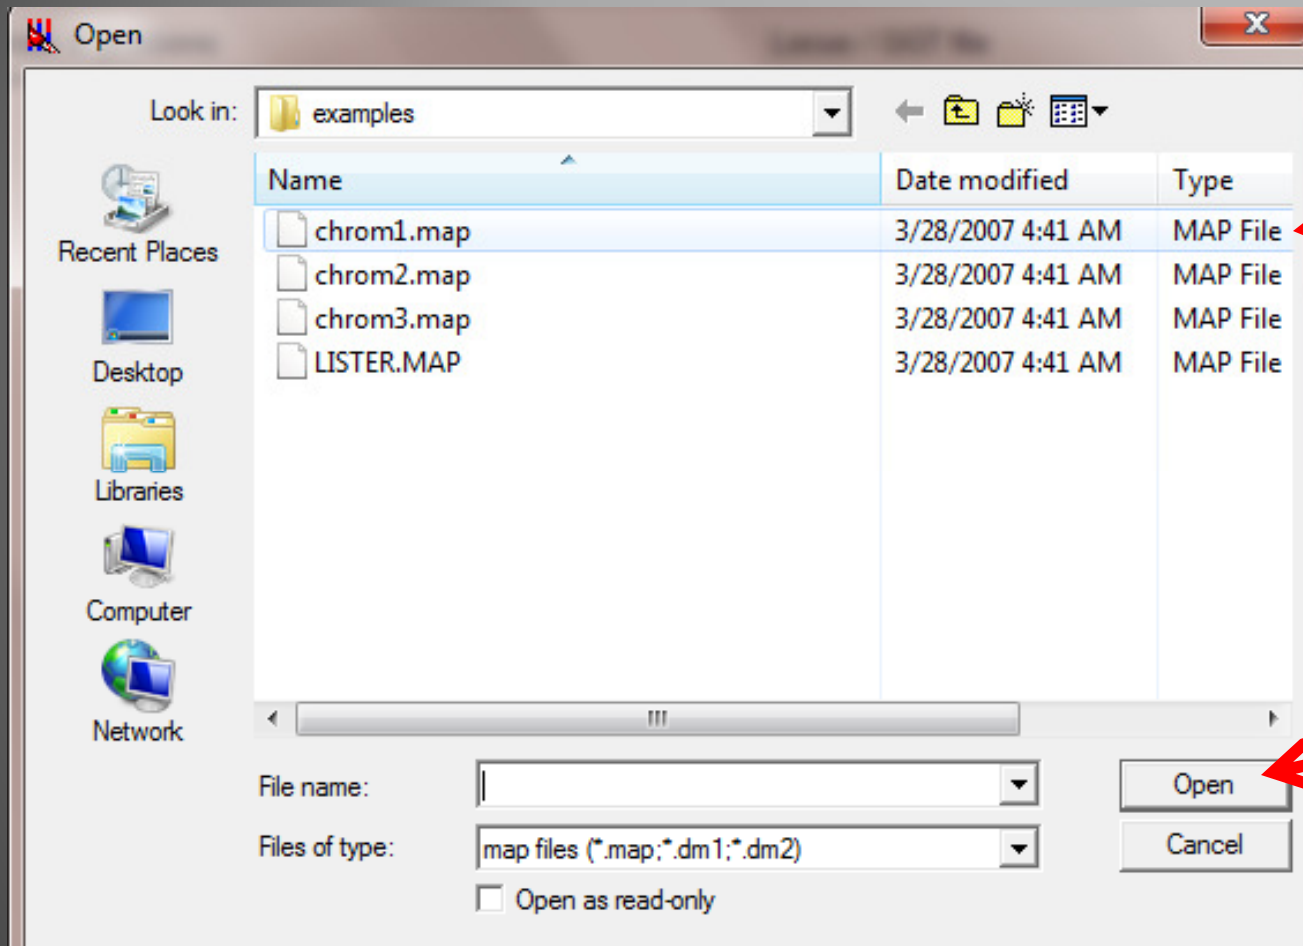 Open
Look in: examples
Name Date modified Type
chrom1.map 3/28/2007 4:41 AM MAP File
chrom2.map 3/28/2007 4:41 AM MAP File
chrom3.map 3/28/2007 4:41 AM MAP File
LISTER.MAP 3/28/2007 4:41 AM MAP File
Recent Places
Desktop
Libraries
Computer
Network
File name: Open
Files of type: map files (*.map;*.dm1;*.dm2) Cancel
Open as read-only